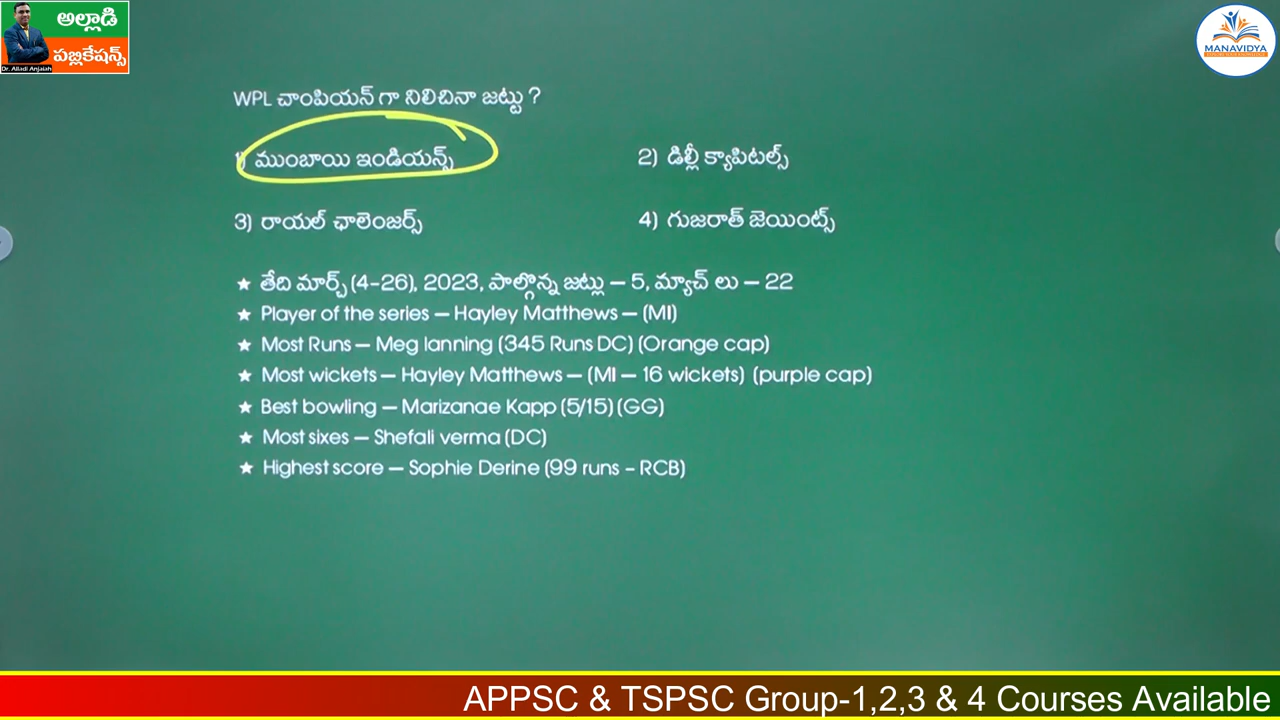 అల్లాడి
పబ్లికేషన్స్
Dr. Alladi Anjaiah
MANAVIDYA
WPL చాంపియన్ గా నిలిచినా జట్టు ?
1) ముంబాయి ఇండియన్స్
2) డిల్లీ క్యాపిటల్స్
3) రాయల్ ఛాలెంజర్స్
4) గుజరాత్ జెయింట్స్
★ తేది మార్చ్ (4-26), 2023, పాల్గొన్న జట్లు – 5, మ్యాచ్ లు – 22
★ Player of the series – Hayley Matthews – (MI)
★ Most Runs – Meg lanning (345 Runs DC) (Orange cap)
★ Most wickets – Hayley Matthews – (MI – 16 wickets) (purple cap)
★ Best bowling – Marizanae Kapp (5/15) (GG)
★ Most sixes – Shefali verma (DC)
★ Highest score – Sophie Derine (99 runs - RCB)
APPSC & TSPSC Group-1,2,3 & 4 Courses Available